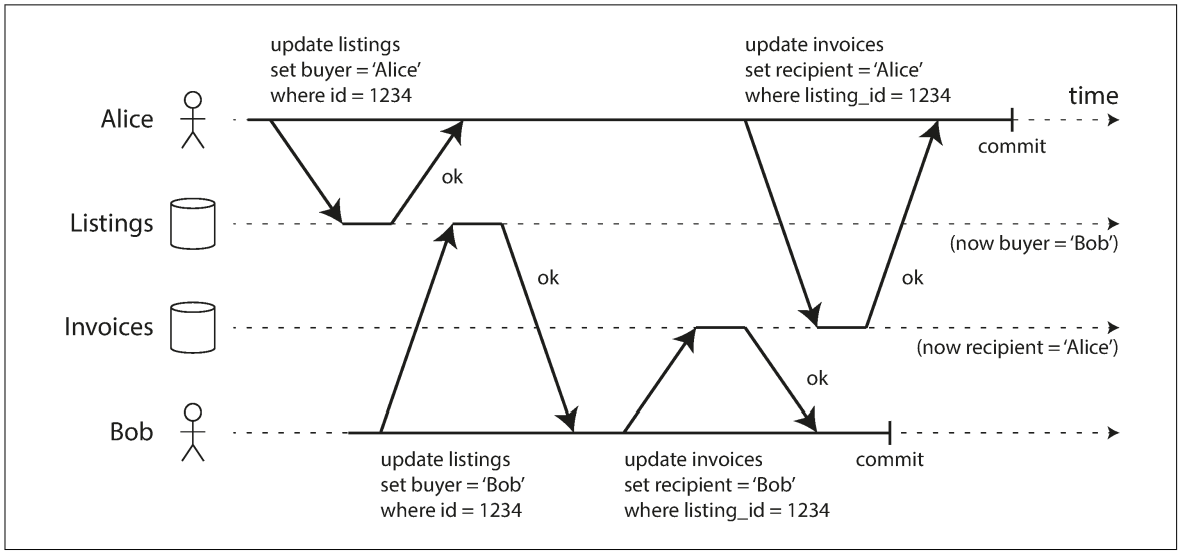 update listings
set buyer = ‘Alice’
where id = 1234
update invoices
set recipient = ‘Alice’
where listing_id = 1234
time
Alice
commit
ok
Listings
(now buyer = ‘Bob’)
ok
ok
Invoices
(now recipient = ‘Alice’)
ok
Bob
update listings
set buyer = ‘Bob’
where id = 1234
update invoices
set recipient = ‘Bob’
where listing_id = 1234
commit